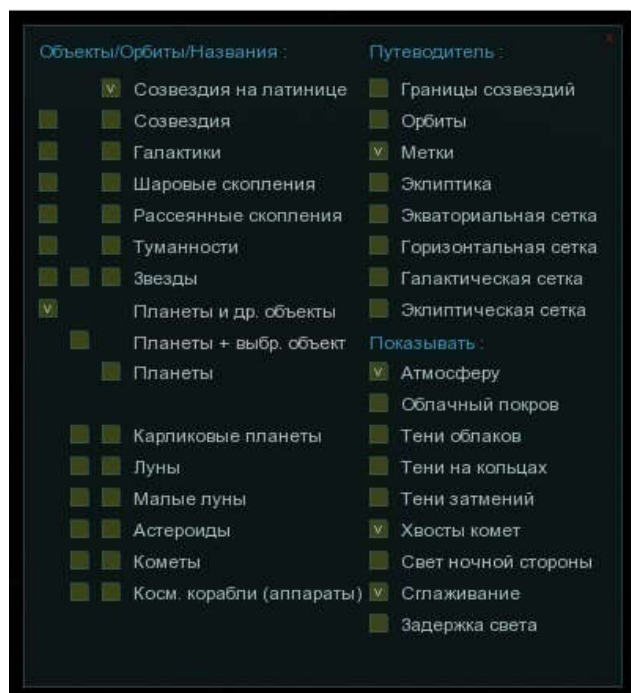 Объекты/Орбиты/Названия :
v Созвездия на латинице
Созвездия
Галактики
Шаровые скопления
Рассеянные скопления
Туманности
Звезды
v Планеты и др. объекты
Планеты + выбр. объект
Планеты
Карликовые планеты
Луны
Малые луны
Астероиды
Кометы
Косм. корабли (аппараты)
x
Путеводитель :
Границы созвездий
Орбиты
v Метки
Эклиптика
Экваториальная сетка
Горизонтальная сетка
Галактическая сетка
Эклиптическая сетка
Показывать :
v Атмосферу
Облачный покров
Тени облаков
Тени на кольцах
Тени затмений
v Хвосты комет
Свет ночной стороны
v Сглаживание
Задержка света